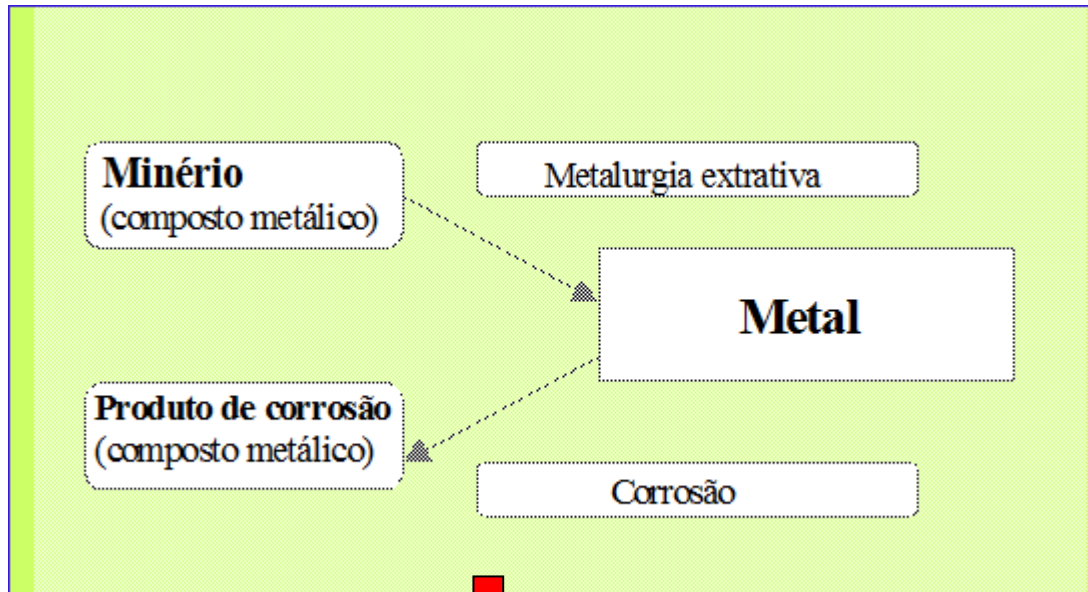 Minério
(composto metálico)
Metalurgia extrativa
Metal
Produto de corrosão
(composto metálico)
Corrosão